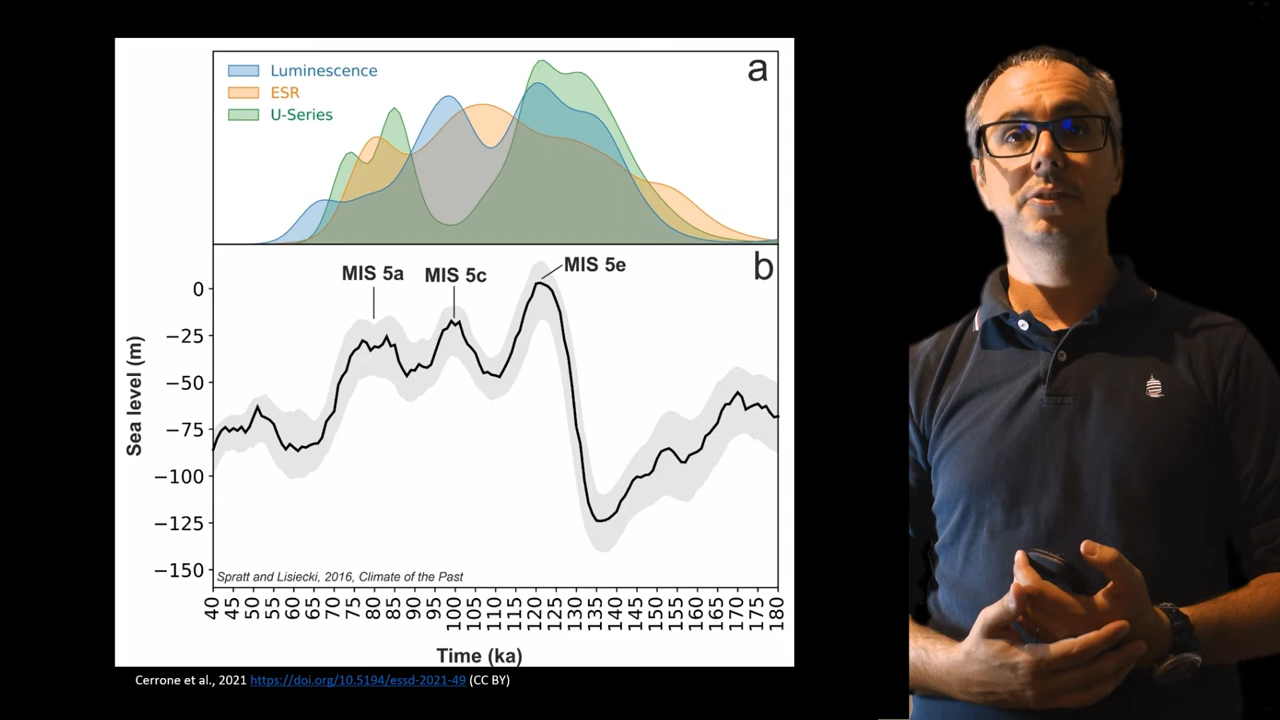 a
Luminescence
ESR
U-Series
b
MIS 5a
MIS 5c
MIS 5e
Sea level (m)
0
−25
−50
−75
−100
−125
−150
Spratt and Lisiecki, 2016, Climate of the Past
40 45 50 55 60 65 70 75 80 85 90 95 100 105 110 115 120 125 130 135 140 145 150 155 160 165 170 175 180
Time (ka)
Cerrone et al., 2021 https://doi.org/10.5194/essd-2021-49 (CC BY)